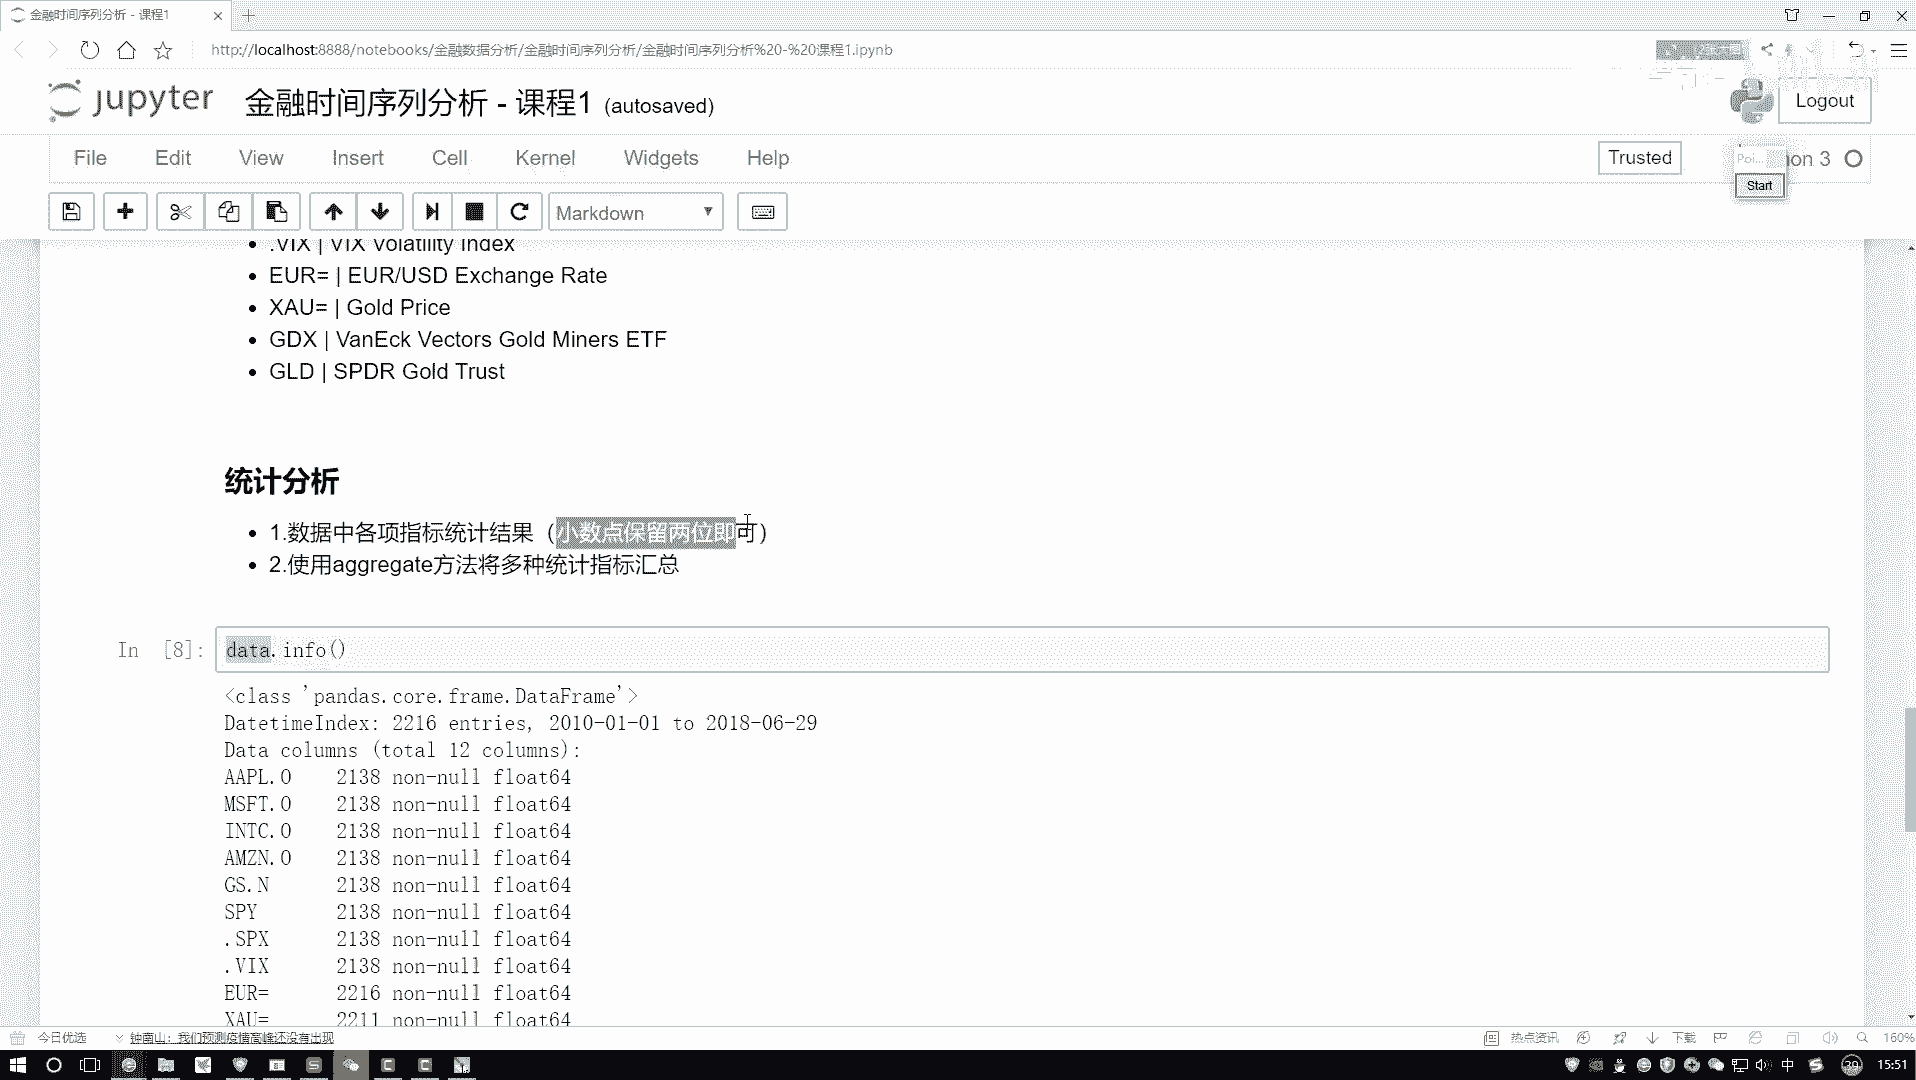 金融时间序列分析 - 课程1
http://localhost:8888/notebooks/金融数据分析/金融时间序列分析/金融时间序列分析%20-%20课程1.ipynb
jupyter 金融时间序列分析 - 课程1 (autosaved)
Logout
File Edit View Insert Cell Kernel Widgets Help
Trusted
on 3
Poi...
Start
Markdown
.VIX | VIX Volatility Index
EUR= | EUR/USD Exchange Rate
XAU= | Gold Price
GDX | VanEck Vectors Gold Miners ETF
GLD | SPDR Gold Trust
统计分析
1.数据中各项指标统计结果（小数点保留两位即可）
2.使用aggregate方法将多种统计指标汇总
In [8]: data.info()
<class 'pandas.core.frame.DataFrame'>
DatetimeIndex: 2216 entries, 2010-01-01 to 2018-06-29
Data columns (total 12 columns):
AAPL.O 2138 non-null float64
MSFT.O 2138 non-null float64
INTC.O 2138 non-null float64
AMZN.O 2138 non-null float64
GS.N 2138 non-null float64
SPY 2138 non-null float64
.SPX 2138 non-null float64
.VIX 2138 non-null float64
EUR= 2216 non-null float64
XAU= 2211 non-null float64
今日优选 钟南山：我们预测疫情高峰还没有出现 热点资讯 下载 160%
中 39 15:51